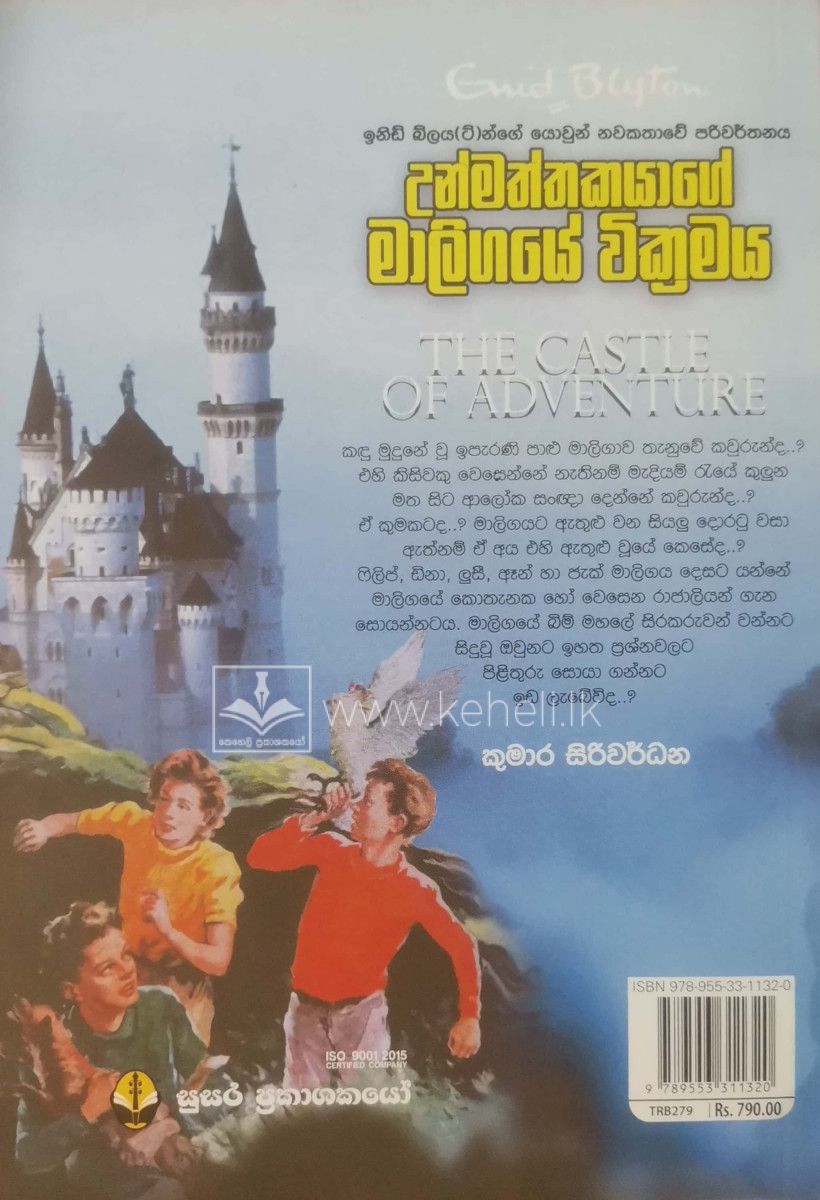 Enid Blyton
ඉනිඩ් බ්ලය(ට්)න්ගේ යොවුන් නවකතාවේ පරිවර්තනය
උන්මත්තකයාගේ
මාලිගයේ වික්‍රමය
THE CASTLE
OF ADVENTURE
කඳු මුදුනේ වූ ඉපැරණි පාළු මාලිගාව තැනුවේ කවුරුන්ද..?
එහි කිසිවකු වෙසෙන්නේ නැතිනම් මැදියම් රැයේ කුලුන
මත සිට ආලෝක සංඥා දෙන්නේ කවුරුන්ද..?
ඒ කුමකටද..? මාලිගයට ඇතුළු වන සියලු දොරටු වසා
ඇත්නම් ඒ අය එහි ඇතුළු වූයේ කෙසේද..?
ෆිලිප්, ඩිනා, ලූසී, ඈන් හා ජැක් මාලිගය දෙසට යන්නේ
මාලිගයේ කොතැනක හෝ වෙසෙන රාජාලියන් ගැන
සොයන්නටය. මාලිගයේ බිම් මහලේ සිරකරුවන් වන්නට
සිදුවූ ඔවුනට ඉහත ප්‍රශ්නවලට
පිළිතුරු සොයා ගන්නට
ඉඩ ලැබේවිද..?
කෙහෙලි ප්‍රකාශකයෝ
www.keheli.lk
කුමාර සිරිවර්ධන
ISBN 978-955-33-1132-0
9 789553 311320
TRB279 Rs. 790.00
ISO 9001 2015
CERTIFIED COMPANY
සුසර ප්‍රකාශකයෝ